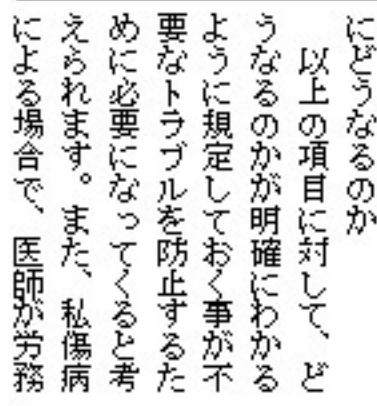 にどうなるのか
以上の項目に対して、ど
うなるのかが明確にわかる
ように規定しておく事が不
要なトラブルを防止するた
めに必要になってくると考
えられます。また、私傷病
による場合で、医師が労務